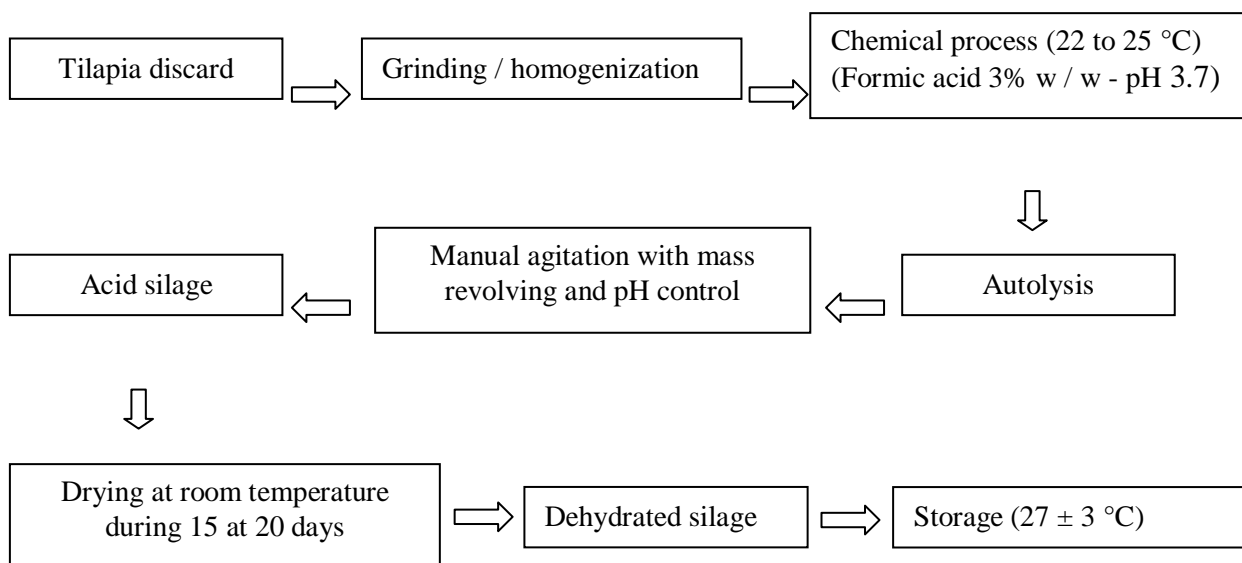 Tilapia discard
Grinding / homogenization
Chemical process (22 to 25 °C)
(Formic acid 3% w / w - pH 3.7)
Autolysis
Manual agitation with mass
revolving and pH control
Acid silage
Drying at room temperature
during 15 at 20 days
Dehydrated silage
Storage (27 ± 3 °C)